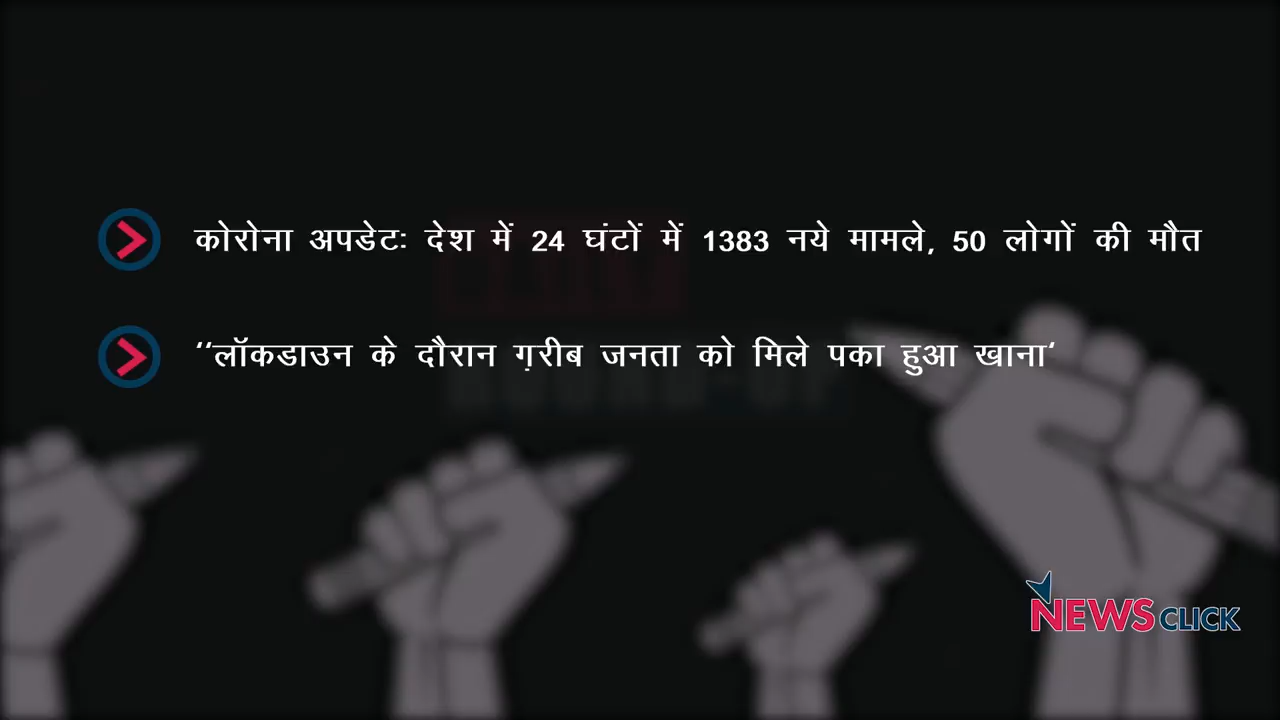 कोरोना अपडेटः देश में 24 घंटों में 1383 नये मामले, 50 लोगों की मौत
‘‘लॉकडाउन के दौरान ग़रीब जनता को मिले पका हुआ खाना’
NEWSCLICK